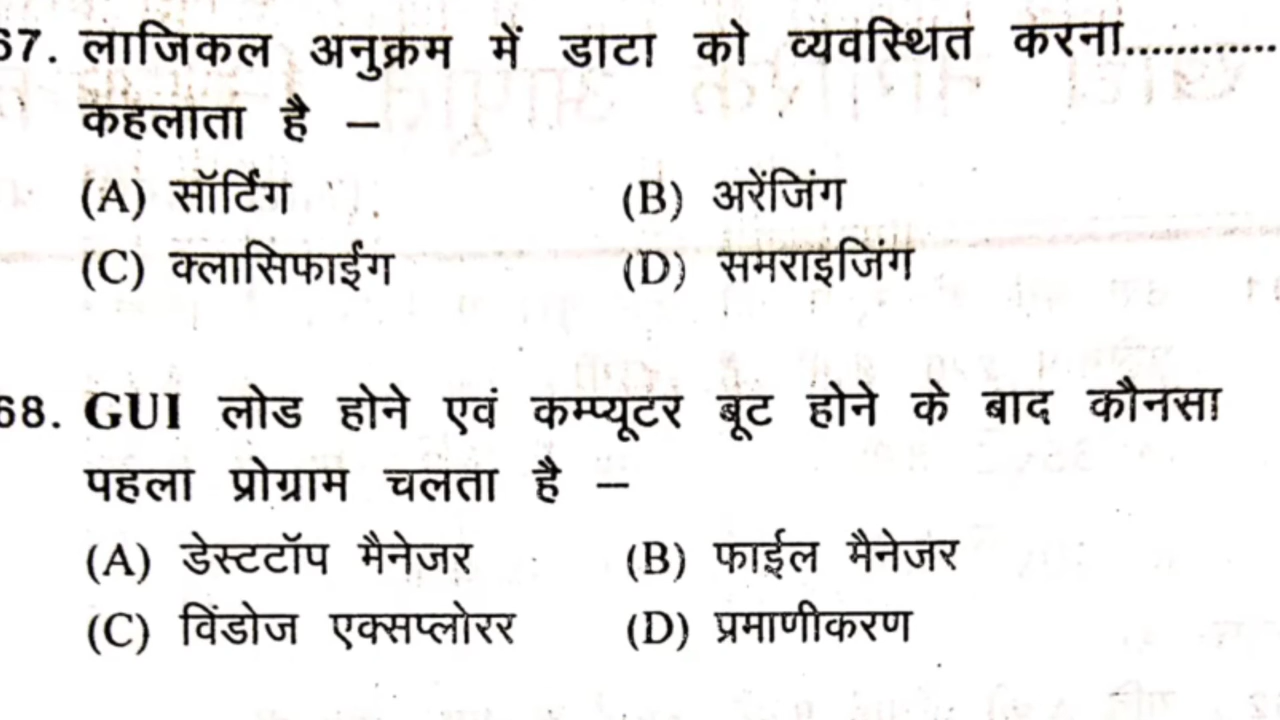 67. लाजिकल अनुक्रम में डाटा को व्यवस्थित करना............
कहलाता है –
(A) सॉर्टिंग (B) अरेंजिंग
(C) क्लासिफाईंग (D) समराइजिंग
68. GUI लोड होने एवं कम्प्यूटर बूट होने के बाद कौनसा
पहला प्रोग्राम चलता है –
(A) डेस्टटॉप मैनेजर (B) फाईल मैनेजर
(C) विंडोज एक्सप्लोरर (D) प्रमाणीकरण